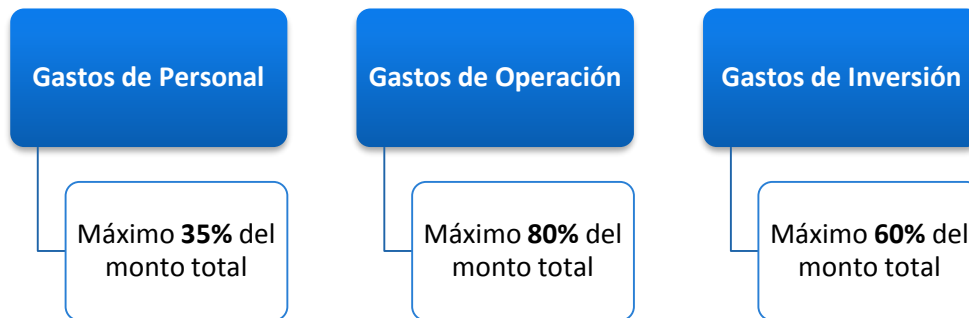 Gastos de Personal
Máximo 35% del
monto total
Gastos de Operación
Máximo 80% del
monto total
Gastos de Inversión
Máximo 60% del
monto total